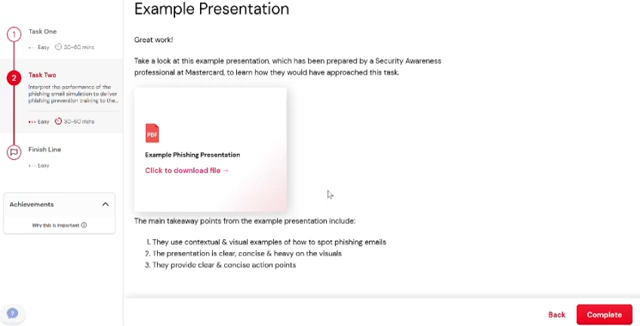 Example Presentation
1
Task One
Easy
30-60 mins
2
Task Two
Interpret the performance of the
phishing email simulation to deliver
phishing prevention training to the...
Easy
30-60 mins
Finish Line
Easy
Achievements
Why this is important
Great work!
Take a look at this example presentation, which has been prepared by a Security Awareness
professional at Mastercard, to learn how they would have approached this task.
PDF
Example Phishing Presentation
Click to download file →
The main takeaway points from the example presentation include:
1. They use contextual & visual examples of how to spot phishing emails
2. The presentation is clear, concise & heavy on the visuals
3. They provide clear & concise action points
?
Back
Complete